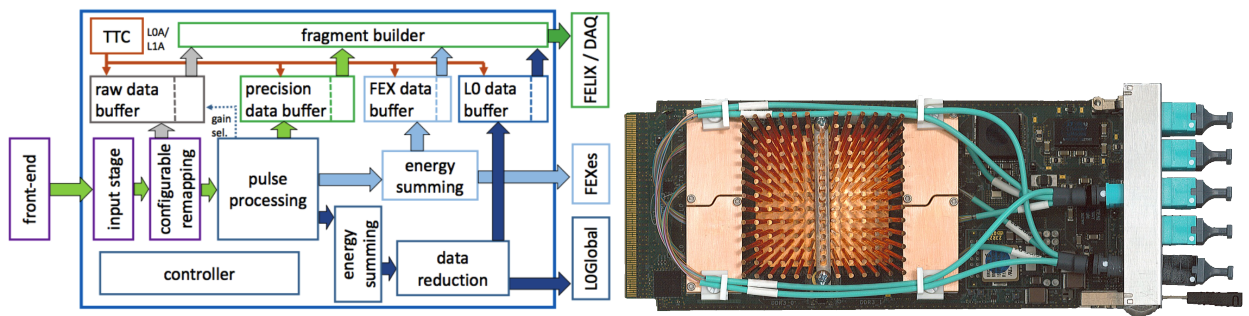 TTC
L0A/
L1A
fragment builder
FELIX / DAQ
raw data
buffer
precision
data buffer
FEX data
buffer
L0 data
buffer
gain
sel.
front-end
input stage
configurable
remapping
pulse
processing
energy
summing
FEXes
energy
summing
data
reduction
L0Global
controller